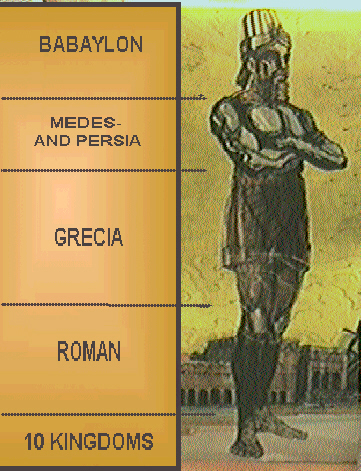 BABAYLON
MEDES-
AND PERSIA
GRECIA
ROMAN
10 KINGDOMS